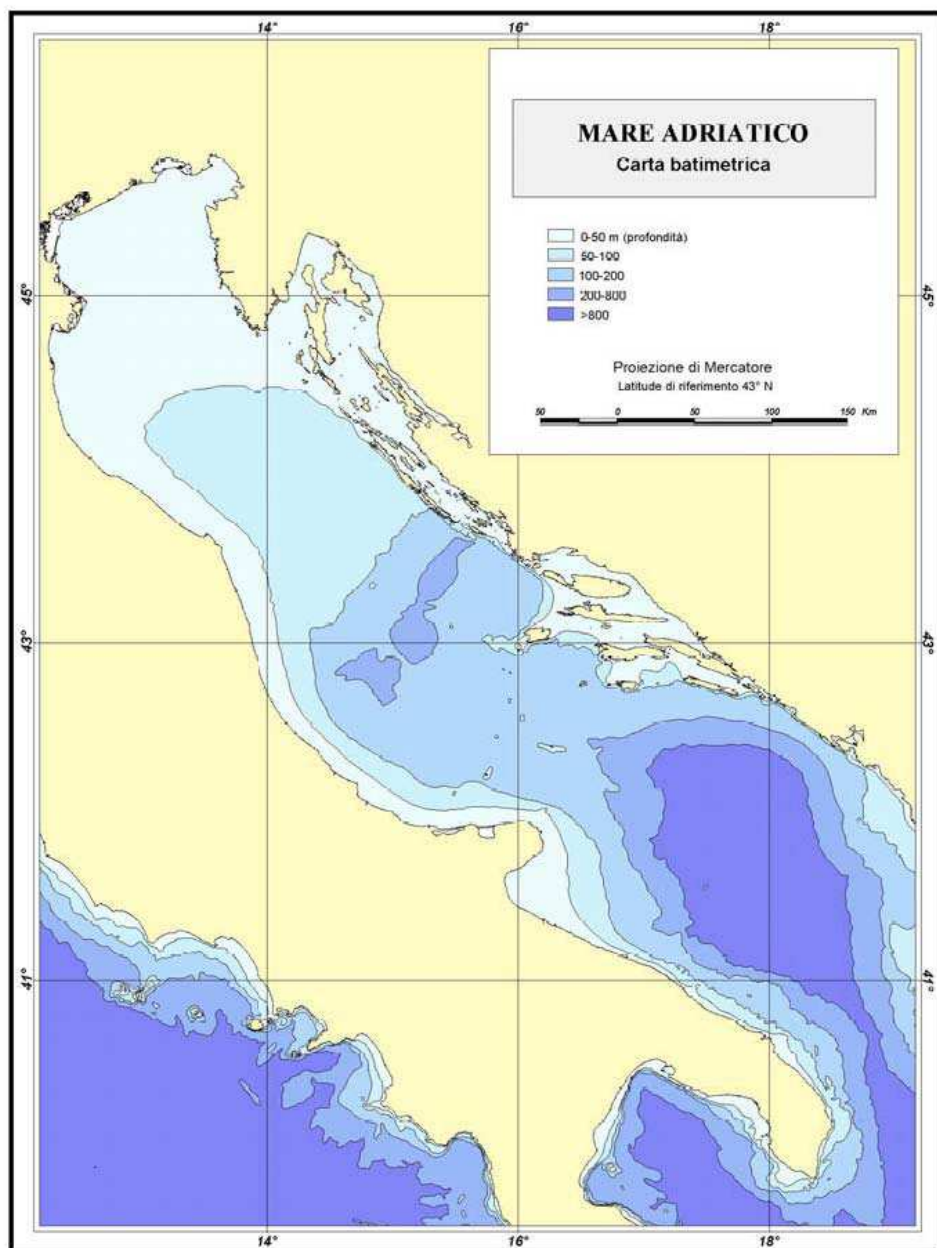 14° 16° 18°
MARE ADRIATICO
Carta batimetrica
0-50 m (profondità)
50-100
100-200
200-800
>800
45° 45°
Proiezione di Mercatore
Latitude di riferimento 43° N
50 0 50 100 150 Km
43° 43°
41° 41°
14° 16° 18°